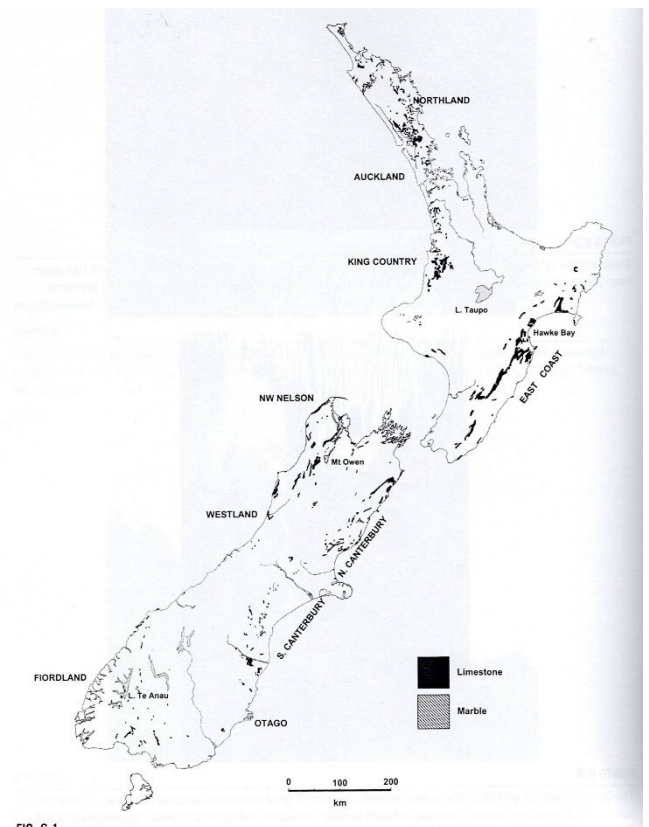 NORTHLAND
AUCKLAND
KING COUNTRY
L. Taupo
Hawke Bay
EAST COAST
NW NELSON
Mt Owen
WESTLAND
N. CANTERBURY
S. CANTERBURY
FIORDLAND
L. Te Anau
OTAGO
Limestone
Marble
0 100 200
km